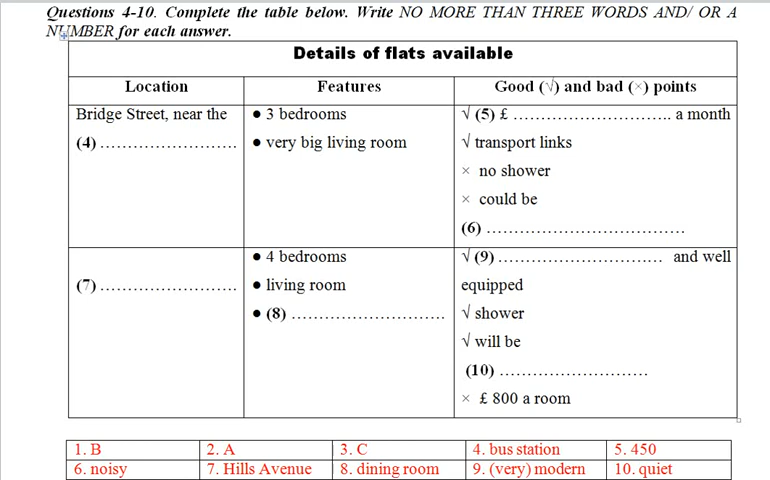 Questions 4-10. Complete the table below. Write NO MORE THAN THREE WORDS AND/ OR A
NUMBER for each answer.
Details of flats available
Location Features Good (√) and bad (×) points
Bridge Street, near the
(4) ……………………
● 3 bedrooms
● very big living room
√ (5) £ ………………………. a month
√ transport links
× no shower
× could be
(6) ……………………………
(7) ……………………
● 4 bedrooms
● living room
● (8) ………………………
√ (9) ………………………. and well
equipped
√ shower
√ will be
(10) ……………………
× £ 800 a room
1. B 2. A 3. C 4. bus station 5. 450
6. noisy 7. Hills Avenue 8. dining room 9. (very) modern 10. quiet